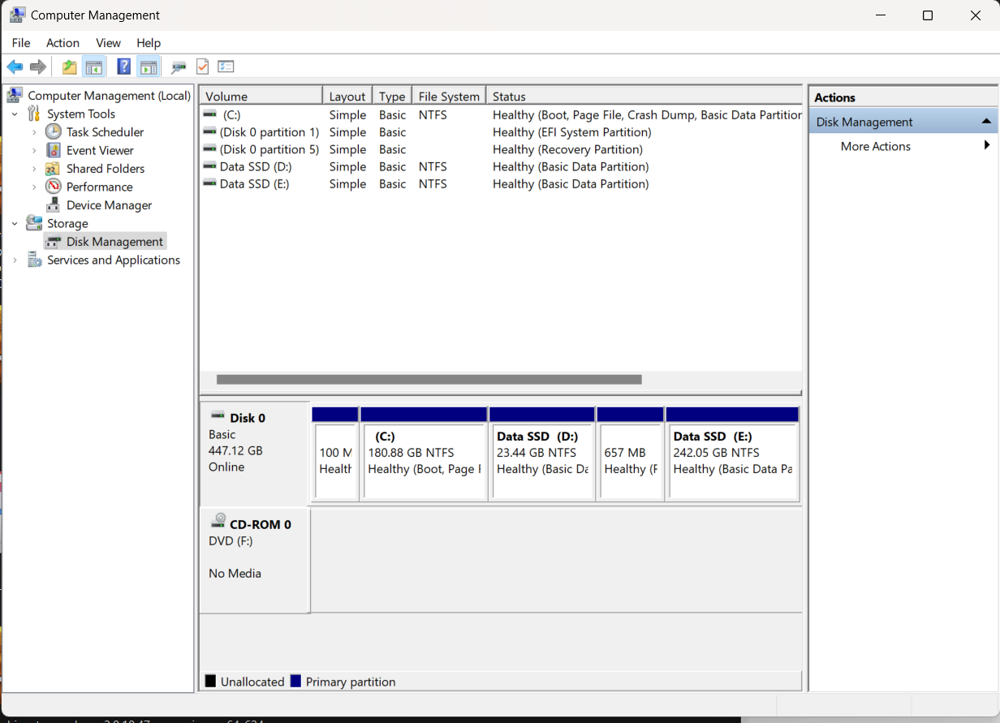 Computer Management
File Action View Help
Computer Management (Local)
System Tools
Task Scheduler
Event Viewer
Shared Folders
Performance
Device Manager
Storage
Disk Management
Services and Applications
Volume Layout Type File System Status
(C:) Simple Basic NTFS Healthy (Boot, Page File, Crash Dump, Basic Data Partition
(Disk 0 partition 1) Simple Basic Healthy (EFI System Partition)
(Disk 0 partition 5) Simple Basic Healthy (Recovery Partition)
Data SSD (D:) Simple Basic NTFS Healthy (Basic Data Partition)
Data SSD (E:) Simple Basic NTFS Healthy (Basic Data Partition)
Disk 0
Basic
447.12 GB
Online
100 M
Healt
(C:)
180.88 GB NTFS
Healthy (Boot, Page
Data SSD (D:)
23.44 GB NTFS
Healthy (Basic Da
657 MB
Healthy (
Data SSD (E:)
242.05 GB NTFS
Healthy (Basic Data Pa
CD-ROM 0
DVD (F:)
No Media
Unallocated Primary partition
Actions
Disk Management
More Actions